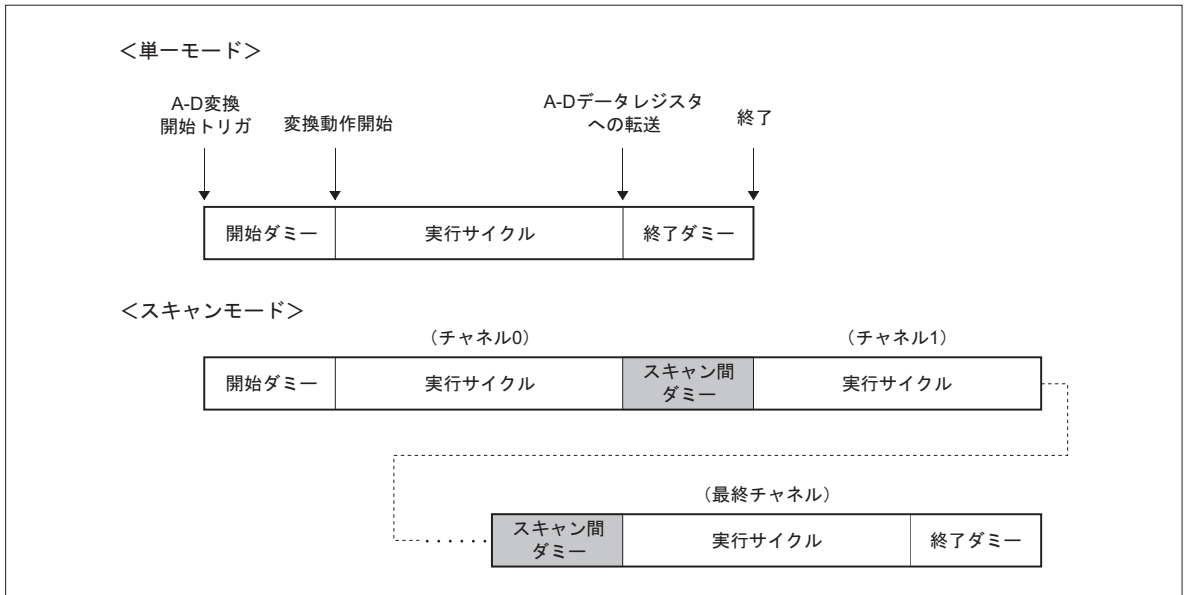 ＜単一モード＞
A-D変換
開始トリガ
変換動作開始
A-Dデータレジスタ
への転送
終了
開始ダミー
実行サイクル
終了ダミー
＜スキャンモード＞
（チャネル0）
（チャネル1）
開始ダミー
実行サイクル
スキャン間
ダミー
実行サイクル
（最終チャネル）
スキャン間
ダミー
実行サイクル
終了ダミー